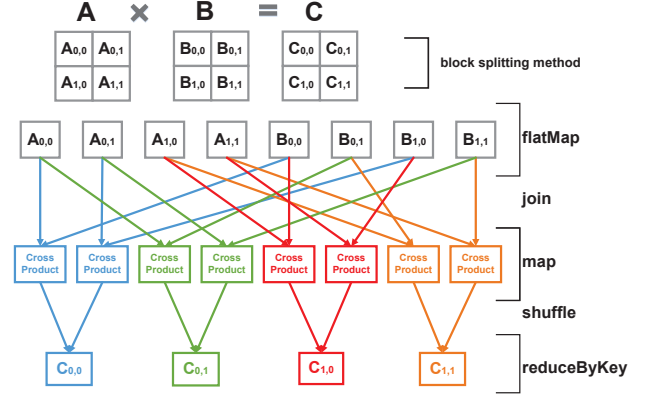 A × B = C
A0,0 A0,1 B0,0 B0,1 C0,0 C0,1
A1,0 A1,1 B1,0 B1,1 C1,0 C1,1
block splitting method
A0,0 A0,1 A1,0 A1,1 B0,0 B0,1 B1,0 B1,1
flatMap
join
Cross Cross Cross Cross Cross Cross Cross Cross
Product Product Product Product Product Product Product Product
map
shuffle
C0,0 C0,1 C1,0 C1,1
reduceByKey